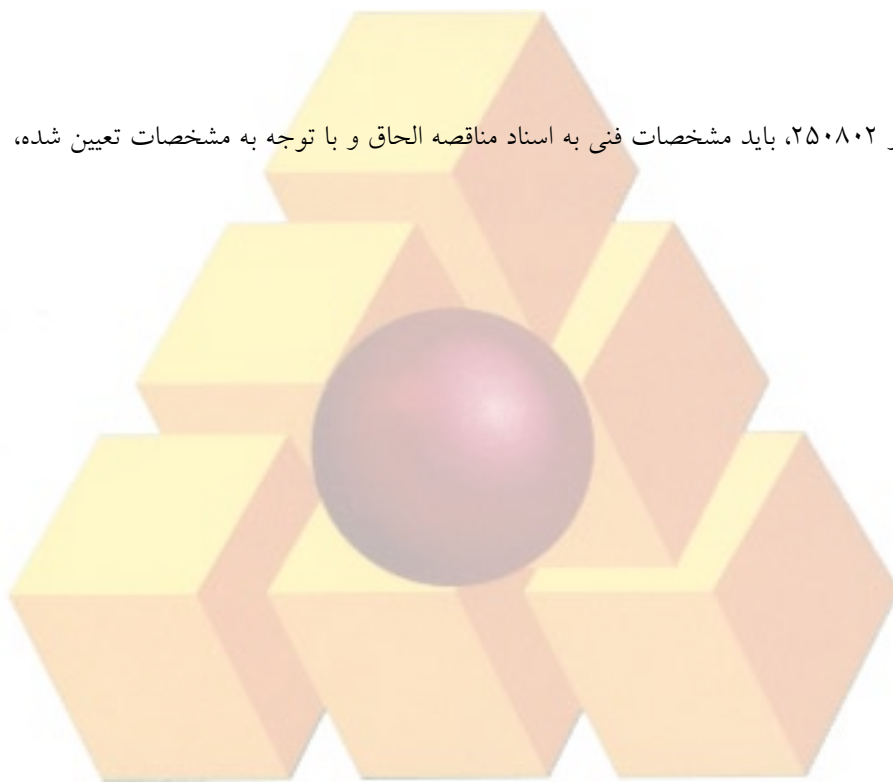 ۲۵۰۸۰۲، باید مشخصات فنی به اسناد مناقصه الحاق و با توجه به مشخصات تعیین شده،